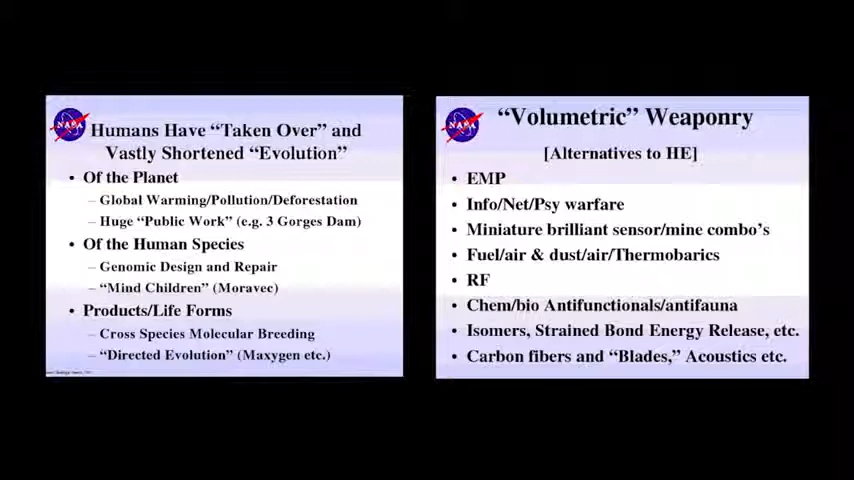 NASA
Humans Have “Taken Over” and
Vastly Shortened “Evolution”
• Of the Planet
– Global Warming/Pollution/Deforestation
– Huge “Public Work” (e.g. 3 Gorges Dam)
• Of the Human Species
– Genomic Design and Repair
– “Mind Children” (Moravec)
• Products/Life Forms
– Cross Species Molecular Breeding
– “Directed Evolution” (Maxygen etc.)
NASA
“Volumetric” Weaponry
[Alternatives to HE]
• EMP
• Info/Net/Psy warfare
• Miniature brilliant sensor/mine combo’s
• Fuel/air & dust/air/Thermobarics
• RF
• Chem/bio Antifunctionals/antifauna
• Isomers, Strained Bond Energy Release, etc.
• Carbon fibers and “Blades,” Acoustics etc.